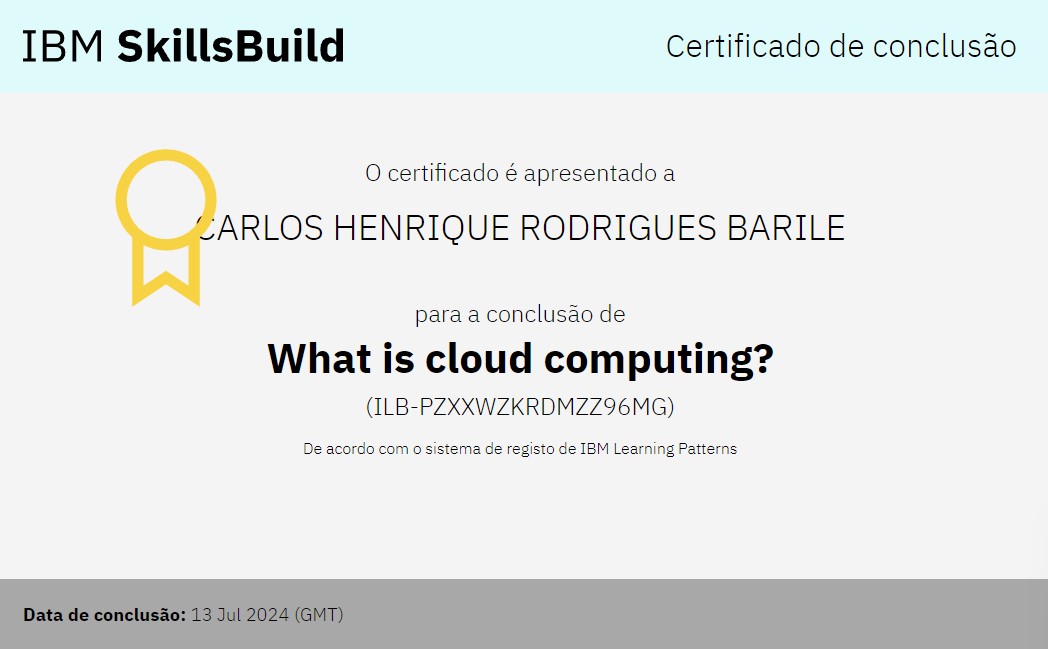 IBM SkillsBuild
Certificado de conclusão
O certificado é apresentado a
CARLOS HENRIQUE RODRIGUES BARILE
para a conclusão de
What is cloud computing?
(ILB-PZXXWZKRDMZZ96MG)
De acordo com o sistema de registo de IBM Learning Patterns
Data de conclusão: 13 Jul 2024 (GMT)